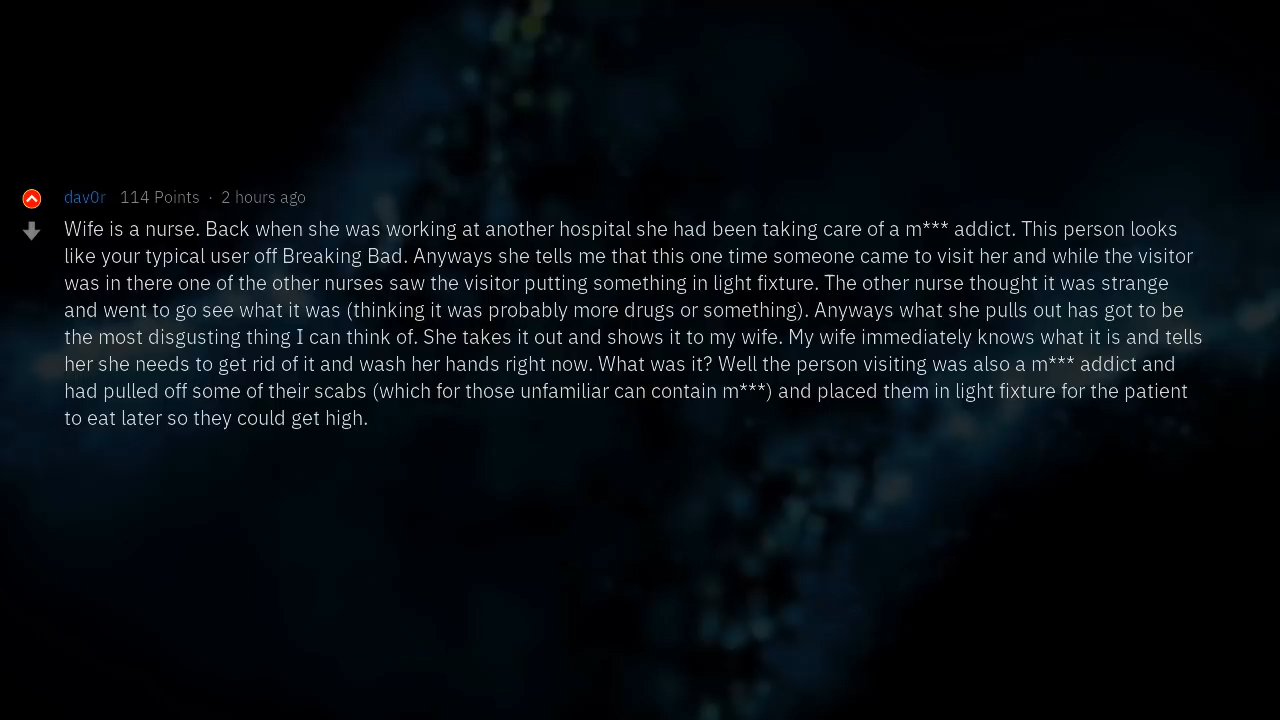 dav0r 114 Points · 2 hours ago
Wife is a nurse. Back when she was working at another hospital she had been taking care of a m*** addict. This person looks
like your typical user off Breaking Bad. Anyways she tells me that this one time someone came to visit her and while the visitor
was in there one of the other nurses saw the visitor putting something in light fixture. The other nurse thought it was strange
and went to go see what it was (thinking it was probably more drugs or something). Anyways what she pulls out has got to be
the most disgusting thing I can think of. She takes it out and shows it to my wife. My wife immediately knows what it is and tells
her she needs to get rid of it and wash her hands right now. What was it? Well the person visiting was also a m*** addict and
had pulled off some of their scabs (which for those unfamiliar can contain m***) and placed them in light fixture for the patient
to eat later so they could get high.